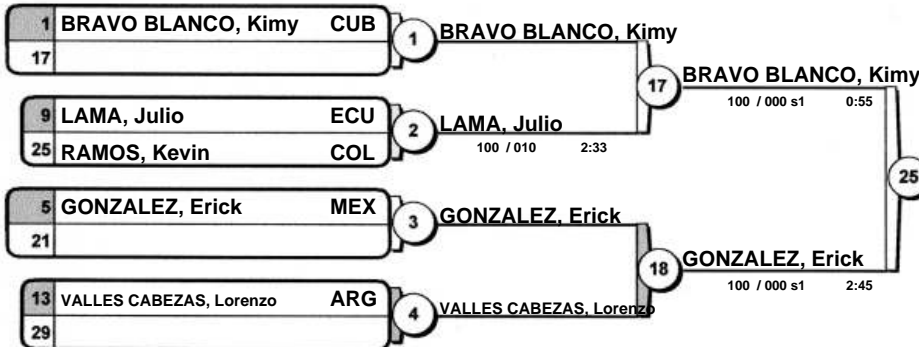 1 BRAVO BLANCO, Kimy CUB
17
1
BRAVO BLANCO, Kimy
9 LAMA, Julio ECU
25 RAMOS, Kevin COL
2
LAMA, Julio
100 / 010 2:33
17
BRAVO BLANCO, Kimy
100 / 000 s1 0:55
5 GONZALEZ, Erick MEX
21
3
GONZALEZ, Erick
13 VALLES CABEZAS, Lorenzo ARG
29
4
VALLES CABEZAS, Lorenzo
18
GONZALEZ, Erick
100 / 000 s1 2:45
25